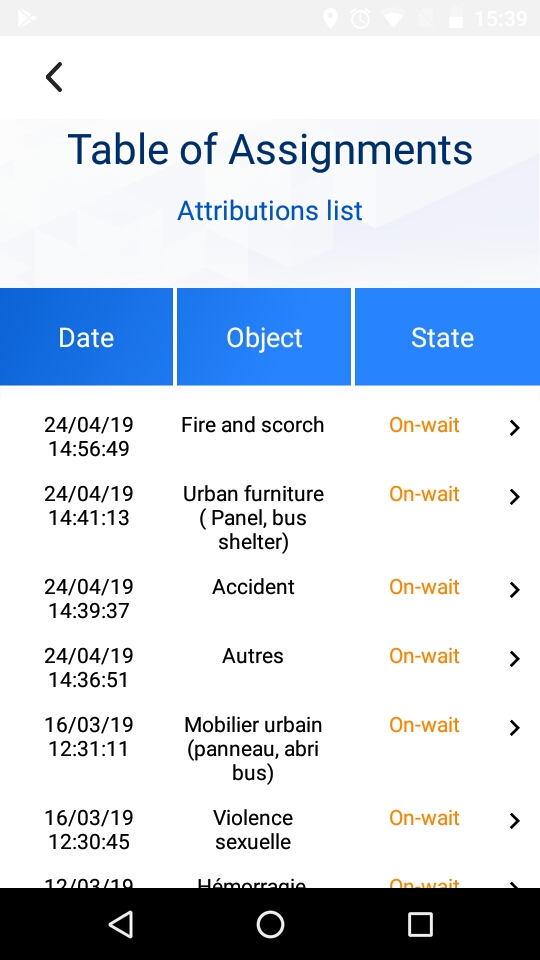 15:39
Table of Assignments
Attributions list
Date Object State
24/04/19 Fire and scorch On-wait
14:56:49
24/04/19 Urban furniture On-wait
14:41:13 ( Panel, bus
shelter)
24/04/19 Accident On-wait
14:39:37
24/04/19 Autres On-wait
14:36:51
16/03/19 Mobilier urbain On-wait
12:31:11 (panneau, abri
bus)
16/03/19 Violence On-wait
12:30:45 sexuelle
12/03/19 Hémorragie On-wait